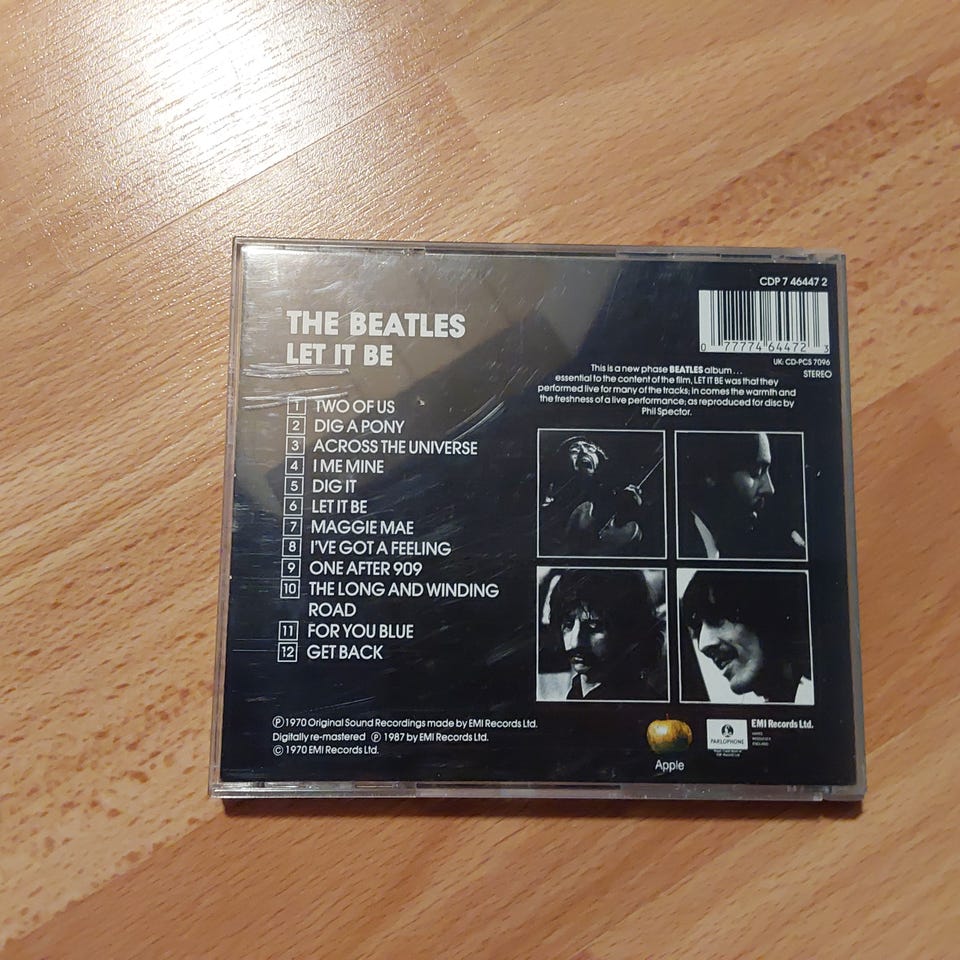 CDP 7 46447 2
0 77774 64472 3
UK: CD-PCS 7096
STEREO
THE BEATLES
LET IT BE
This is a new phase BEATLES album . . .
essential to the content of the film, LET IT BE was that they
performed live for many of the tracks; in comes the warmth and
the freshness of a live performance; as reproduced for disc by
Phil Spector.
1 TWO OF US
2 DIG A PONY
3 ACROSS THE UNIVERSE
4 I ME MINE
5 DIG IT
6 LET IT BE
7 MAGGIE MAE
8 I'VE GOT A FEELING
9 ONE AFTER 909
10 THE LONG AND WINDING
ROAD
11 FOR YOU BLUE
12 GET BACK
Ⓟ 1970 Original Sound Recordings made by EMI Records Ltd.
Digitally re-mastered Ⓟ 1987 by EMI Records Ltd.
© 1970 EMI Records Ltd.
Apple
PARLOPHONE
EMI Records Ltd.